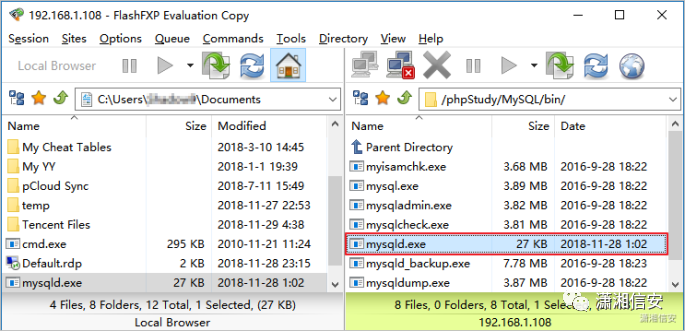 192.168.1.108 - FlashFXP Evaluation Copy
Session Sites Options Queue Commands Tools Directory View Help
Local Browser
C:\Users\ \Documents
/phpStudy/MySQL/bin/
Name Size Modified
My Cheat Tables 2018-3-10 14:45
My YY 2018-1-1 19:39
pCloud Sync 2018-7-11 15:49
temp 2018-11-27 22:53
Tencent Files 2018-11-29 4:38
cmd.exe 295 KB 2010-11-21 11:24
Default.rdp 2 KB 2018-11-28 23:15
mysqld.exe 27 KB 2018-11-28 1:02
4 Files, 8 Folders, 12 Total, 1 Selected, (27 KB)
Local Browser
Name Size Date
Parent Directory
myisamchk.exe 3.68 MB 2016-9-28 18:22
mysql.exe 3.89 MB 2016-9-28 18:22
mysqladmin.exe 3.82 MB 2016-9-28 18:22
mysqlcheck.exe 3.81 MB 2016-9-28 18:22
mysqld.exe 27 KB 2018-11-28 1:02
mysqld_backup.exe 7.78 MB 2016-9-28 18:23
mysqldump.exe 3.87 MB 2016-9-28 18:22
8 Files, 0 Folders, 8 Total, 1
192.168.1.108
潇湘信安
潇湘信安